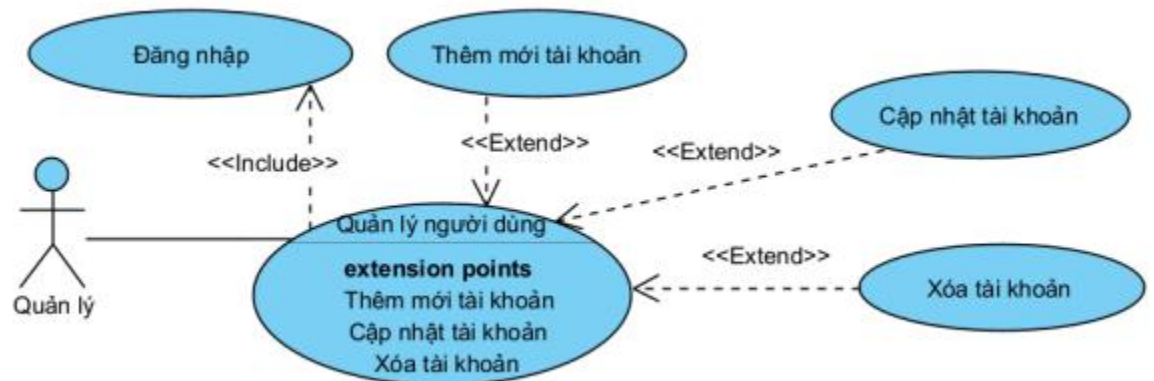 Đăng nhập
Thêm mới tài khoản
Cập nhật tài khoản
<<Include>>
<<Extend>>
<<Extend>>
Quản lý người dùng
extension points
Thêm mới tài khoản
Cập nhật tài khoản
Xóa tài khoản
<<Extend>>
Xóa tài khoản
Quản lý